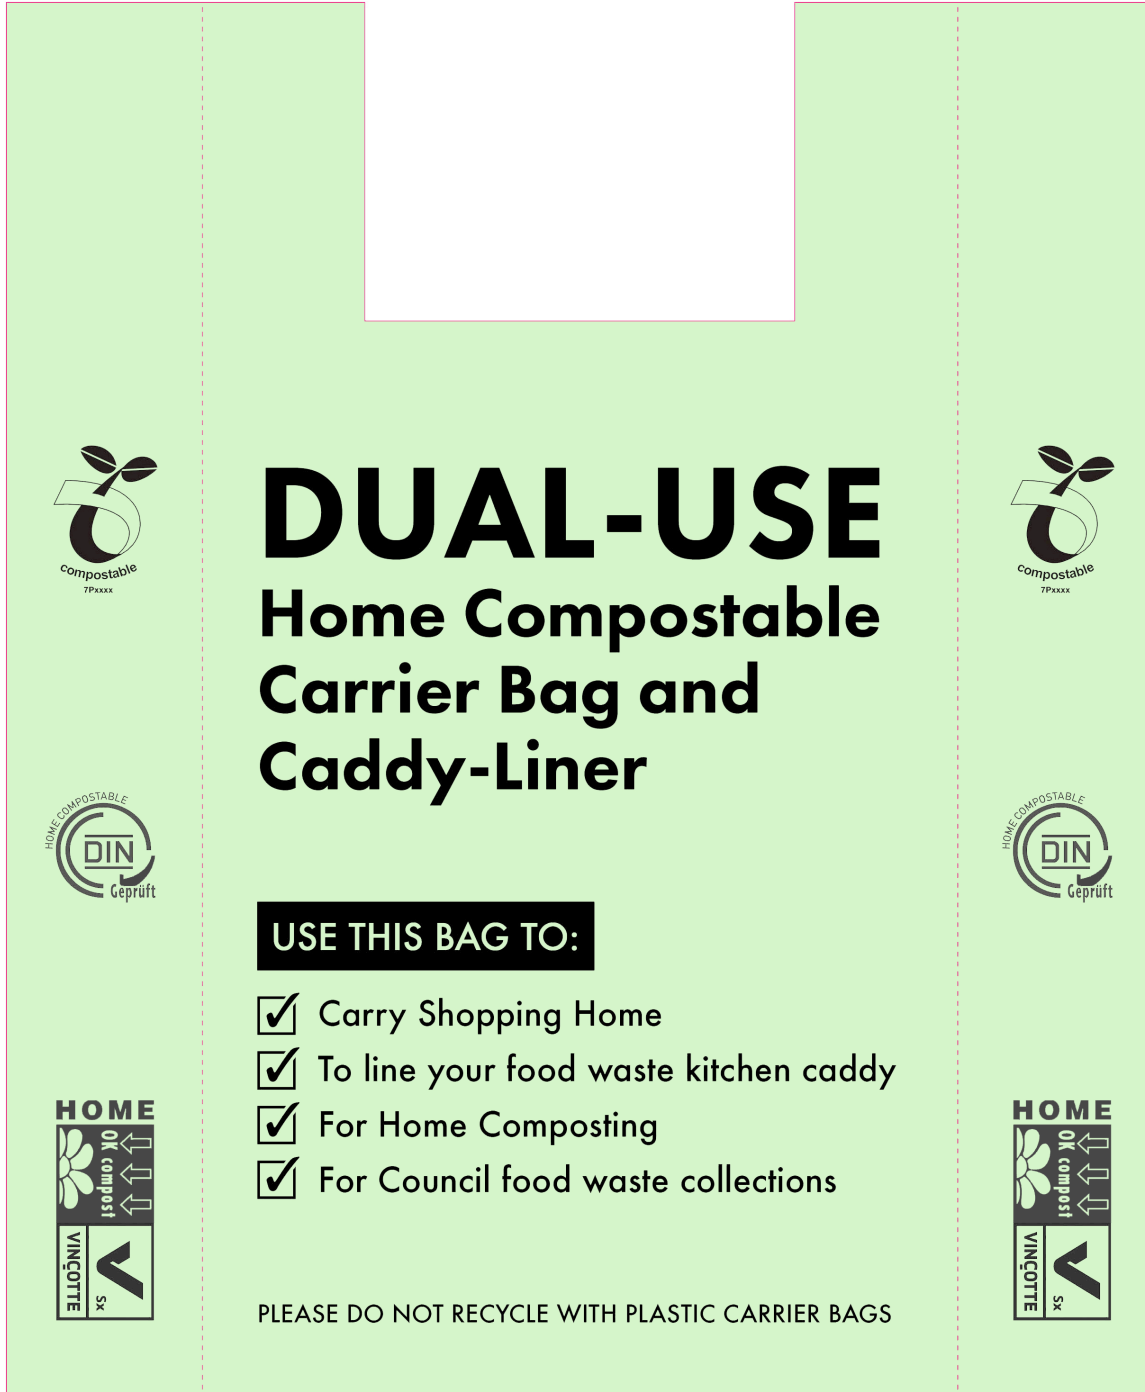 DUAL-USE
Home Compostable
Carrier Bag and
Caddy-Liner
USE THIS BAG TO:
Carry Shopping Home
To line your food waste kitchen caddy
For Home Composting
For Council food waste collections
PLEASE DO NOT RECYCLE WITH PLASTIC CARRIER BAGS
compostable
7Pxxxx
HOME COMPOSTABLE
DIN
Geprüft
HOME
OK compost
VINÇOTTE
Sx
compostable
7Pxxxx
HOME COMPOSTABLE
DIN
Geprüft
HOME
OK compost
VINÇOTTE
Sx